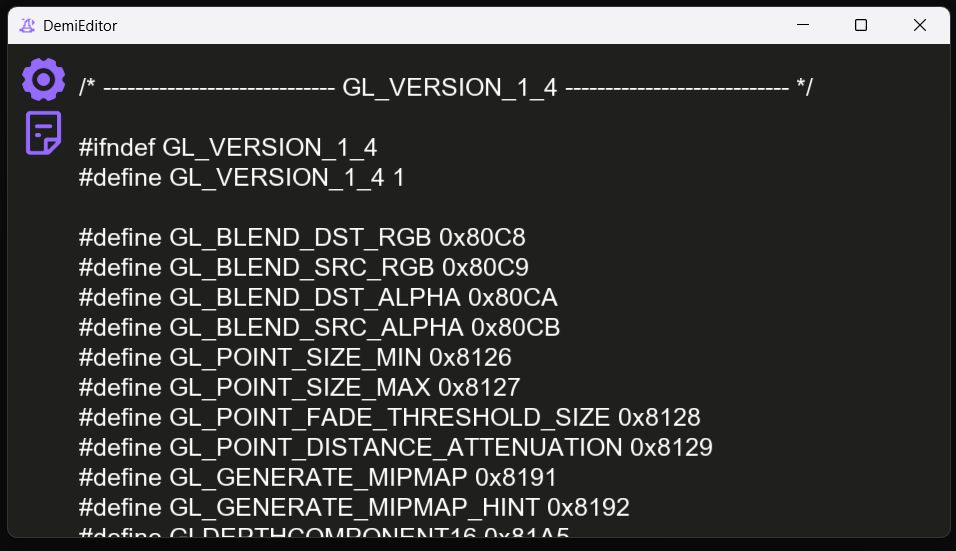 DemiEditor
/* ----------------------------- GL_VERSION_1_4 ---------------------------- */
#ifndef GL_VERSION_1_4
#define GL_VERSION_1_4 1
#define GL_BLEND_DST_RGB 0x80C8
#define GL_BLEND_SRC_RGB 0x80C9
#define GL_BLEND_DST_ALPHA 0x80CA
#define GL_BLEND_SRC_ALPHA 0x80CB
#define GL_POINT_SIZE_MIN 0x8126
#define GL_POINT_SIZE_MAX 0x8127
#define GL_POINT_FADE_THRESHOLD_SIZE 0x8128
#define GL_POINT_DISTANCE_ATTENUATION 0x8129
#define GL_GENERATE_MIPMAP 0x8191
#define GL_GENERATE_MIPMAP_HINT 0x8192
#define